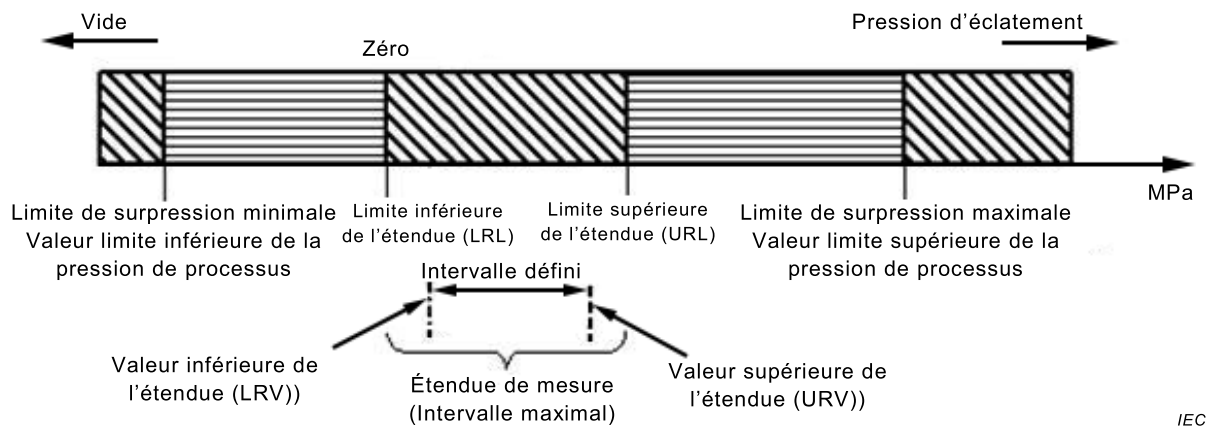 Vide
Pression d'éclatement
Zéro
MPa
Limite de surpression minimale
Valeur limite inférieure de la
pression de processus
Limite inférieure
de l'étendue (LRL)
Limite supérieure
de l'étendue (URL)
Limite de surpression maximale
Valeur limite supérieure de la
pression de processus
Intervalle défini
Valeur inférieure de
l'étendue (LRV))
Étendue de mesure
(Intervalle maximal)
Valeur supérieure de
l'étendue (URV))
IEC